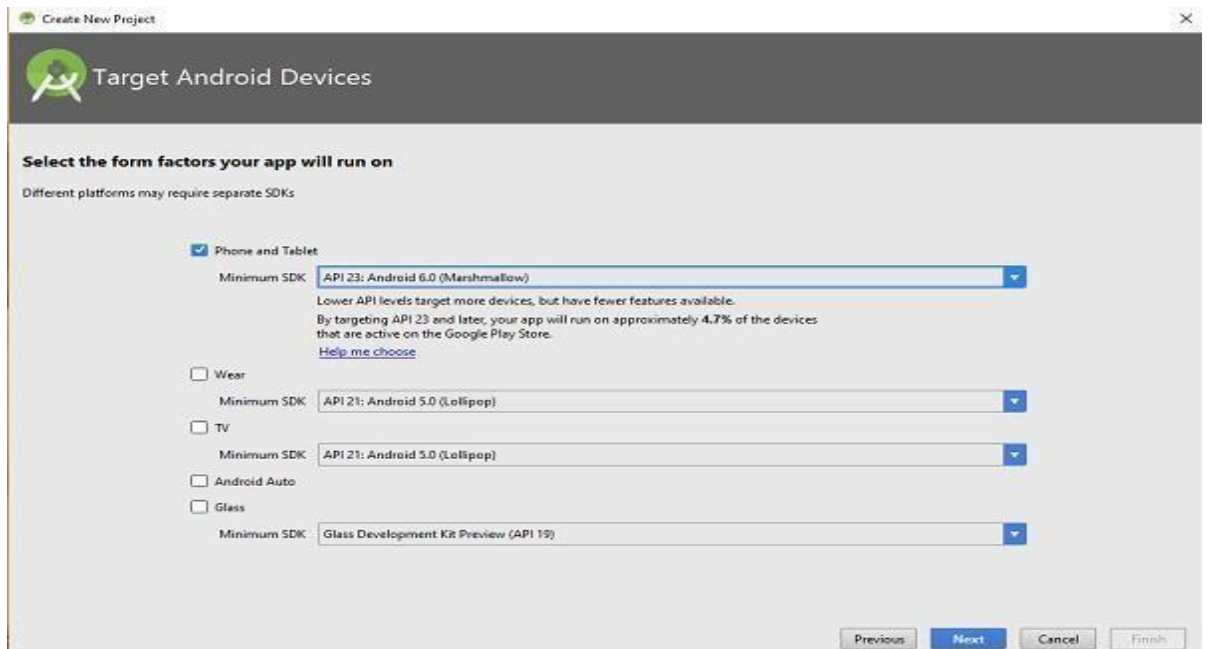 Create New Project
Target Android Devices
Select the form factors your app will run on
Different platforms may require separate SDKs
Phone and Tablet
Minimum SDK API 23: Android 6.0 (Marshmallow)
Lower API levels target more devices, but have fewer features available.
By targeting API 23 and later, your app will run on approximately 4.7% of the devices
that are active on the Google Play Store.
Help me choose
Wear
Minimum SDK API 21: Android 5.0 (Lollipop)
TV
Minimum SDK API 21: Android 5.0 (Lollipop)
Android Auto
Glass
Minimum SDK Glass Development Kit Preview (API 19)
Previous Next Cancel Finish